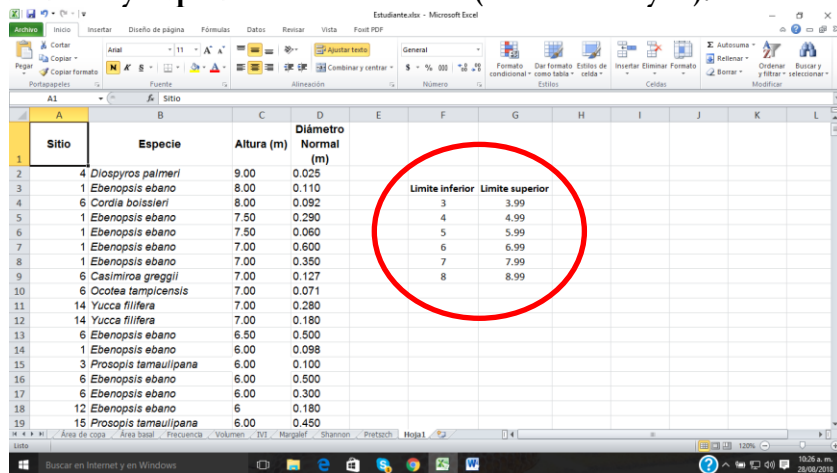 Estudiante.xlsx - Microsoft Excel
Archivo Inicio Insertar Diseño de página Fórmulas Datos Revisar Vista Foxit PDF
Pegar Cortar Copiar Copiar formato
Arial 11 N K S
Ajustar texto
Combinar y centrar
General
$ % 000
Formato condicional Dar formato como tabla Estilos de celda
Insertar Eliminar Formato
Σ Autosuma Rellenar Borrar
Ordenar y filtrar Buscar y seleccionar
Portapapeles Fuente Alineación Número Estilos Celdas Modificar
A1 fx Sitio
A B C D E F G H I J K L
1 Sitio Especie Altura (m) Diámetro Normal (m)
2 4 Diospyros palmeri 9.00 0.025
3 1 Ebenopsis ebano 8.00 0.110 Limite inferior Limite superior
4 6 Cordia boissieri 8.00 0.092 3 3.99
5 1 Ebenopsis ebano 7.50 0.290 4 4.99
6 1 Ebenopsis ebano 7.50 0.060 5 5.99
7 1 Ebenopsis ebano 7.00 0.600 6 6.99
8 1 Ebenopsis ebano 7.00 0.350 7 7.99
9 6 Casimiroa greggii 7.00 0.127 8 8.99
10 6 Ocotea tampicensis 7.00 0.071
11 14 Yucca filifera 7.00 0.280
12 14 Yucca filifera 7.00 0.180
13 6 Ebenopsis ebano 6.50 0.500
14 1 Ebenopsis ebano 6.00 0.098
15 3 Prosopis tamaulipana 6.00 0.100
16 6 Ebenopsis ebano 6.00 0.500
17 6 Ebenopsis ebano 6.00 0.300
18 12 Ebenopsis ebano 6 0.180
19 15 Prosopis tamaulipana 6.00 0.450
Área de copa Área basal Frecuencia Volumen IVI Margalef Shannon Pretzsch Hoja1
Listo 120%
Buscar en Internet y en Windows
10:26 a. m.
28/08/2018